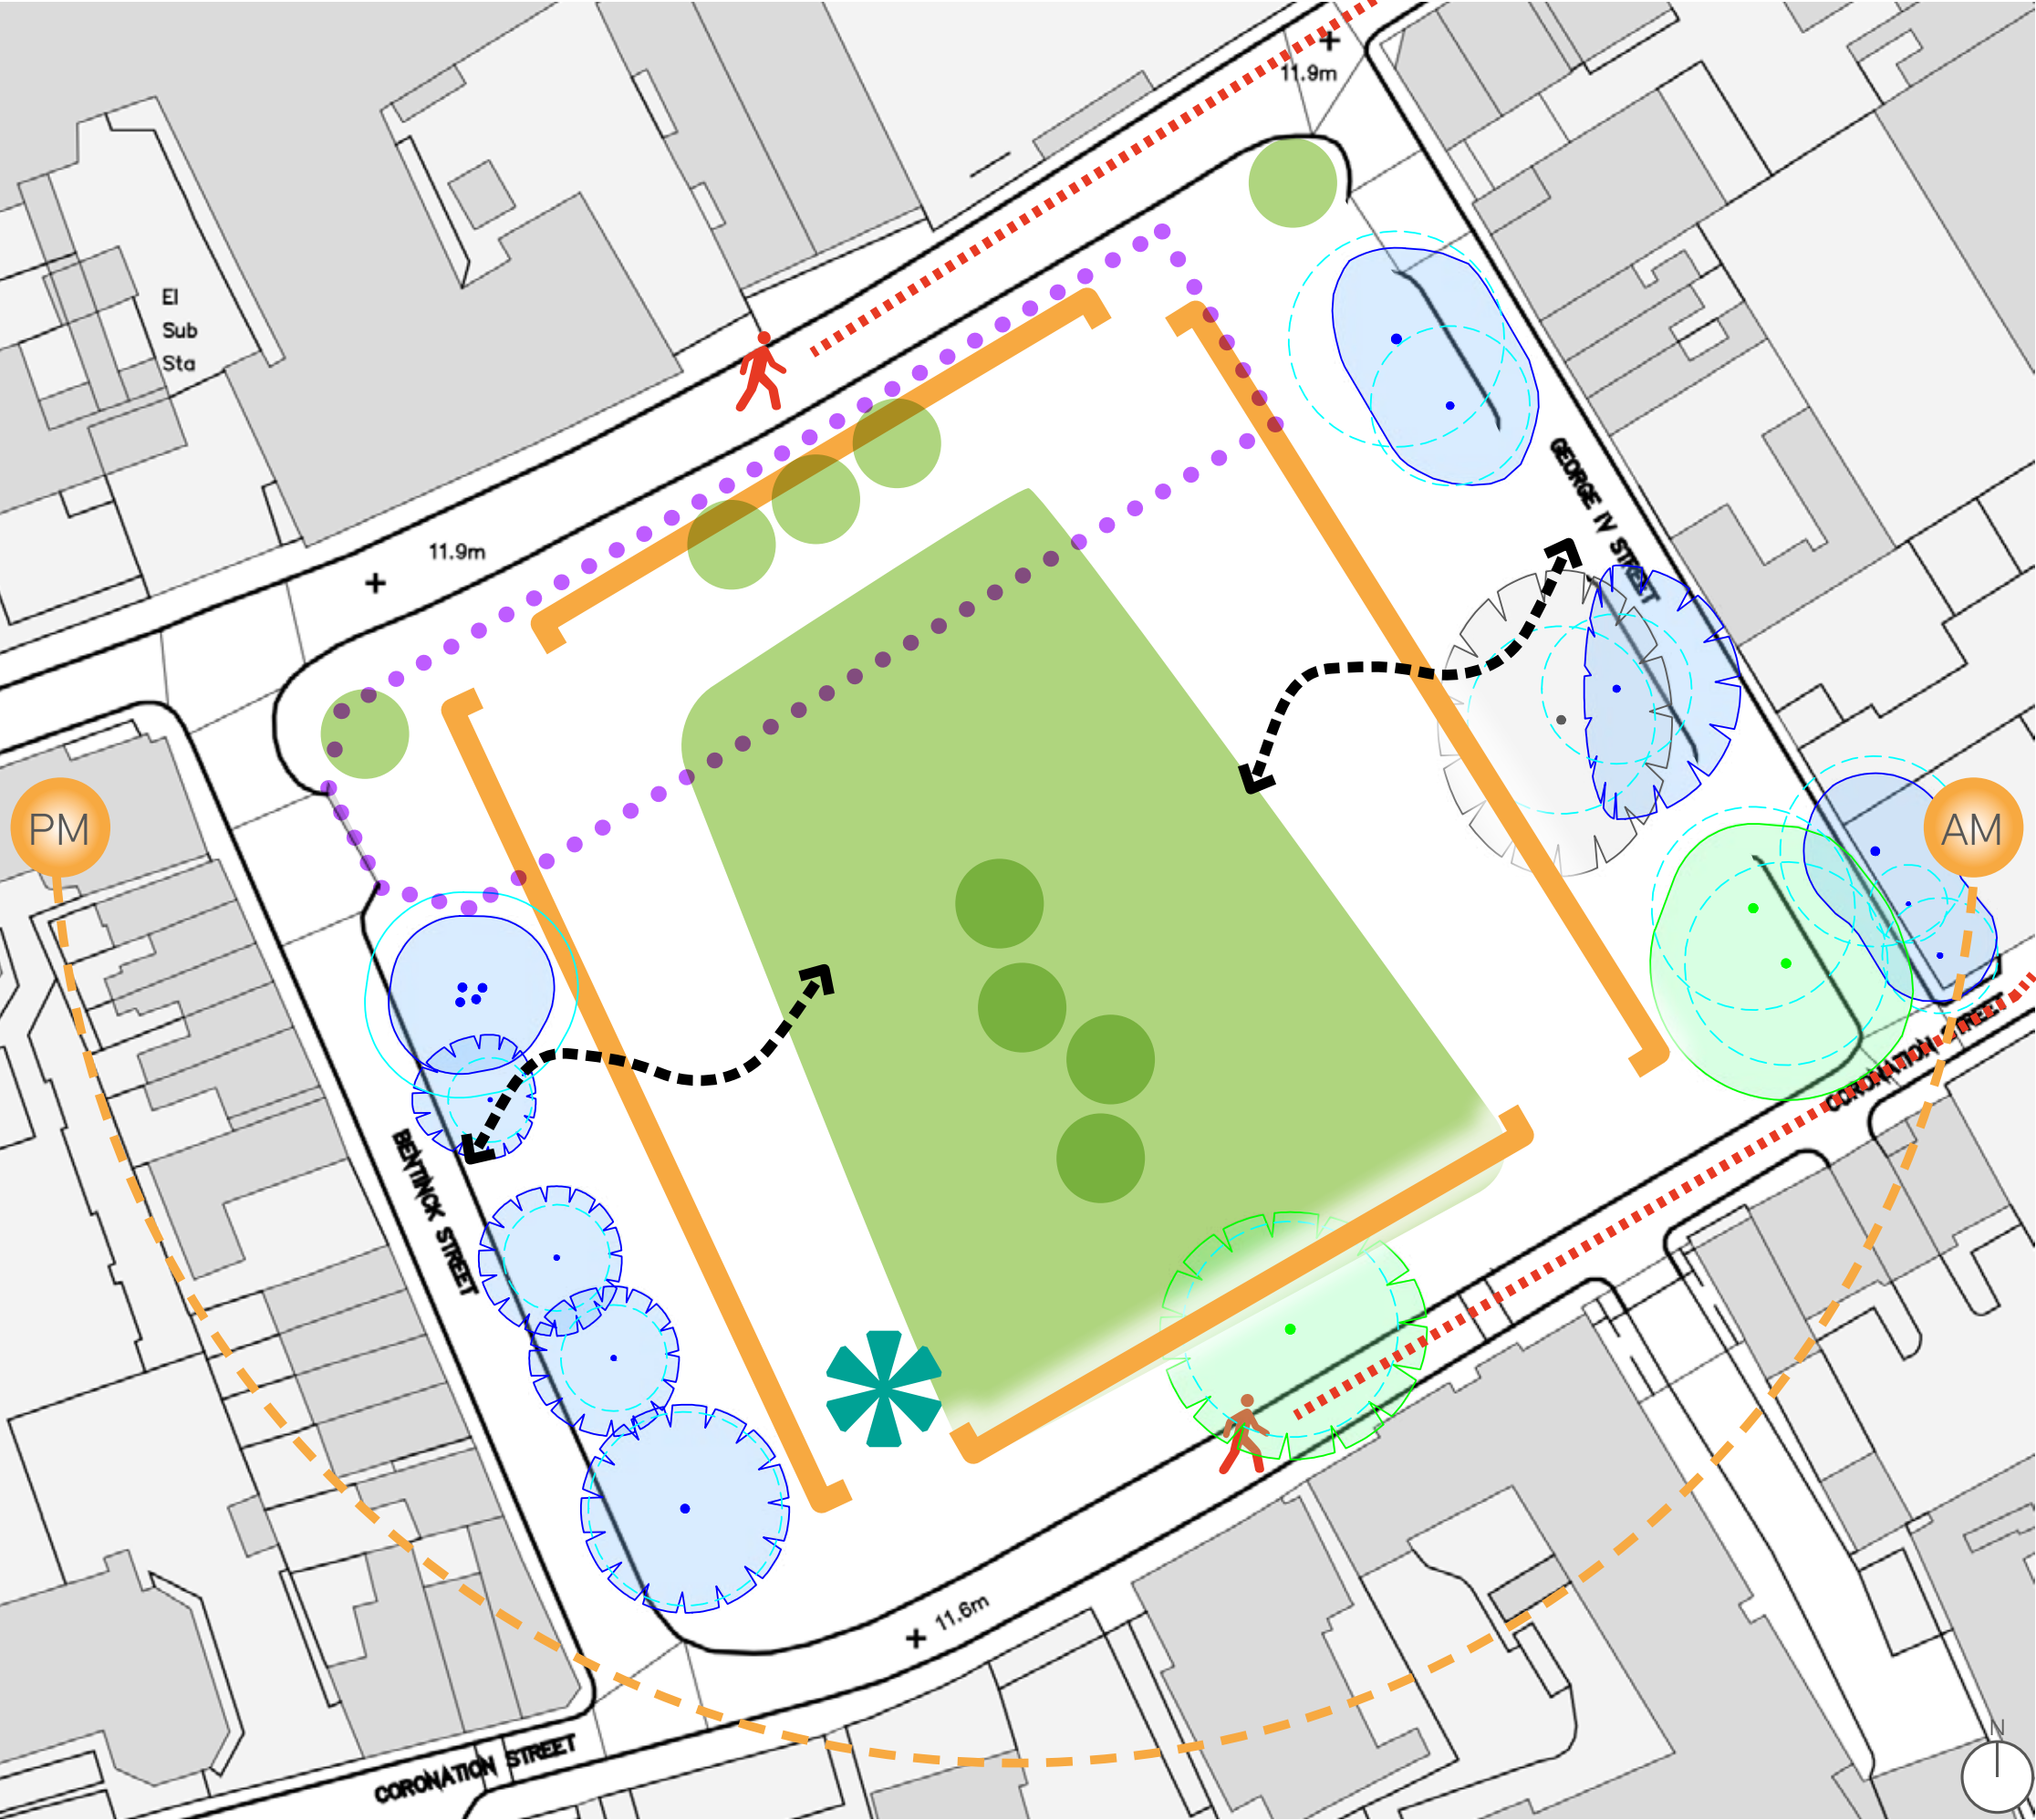 11.9m
El
Sub
Sta
GEORGE IV STREET
11.9m
PM
AM
CORONATION STREET
BENTINCK STREET
11.6m
CORONATION STREET
N